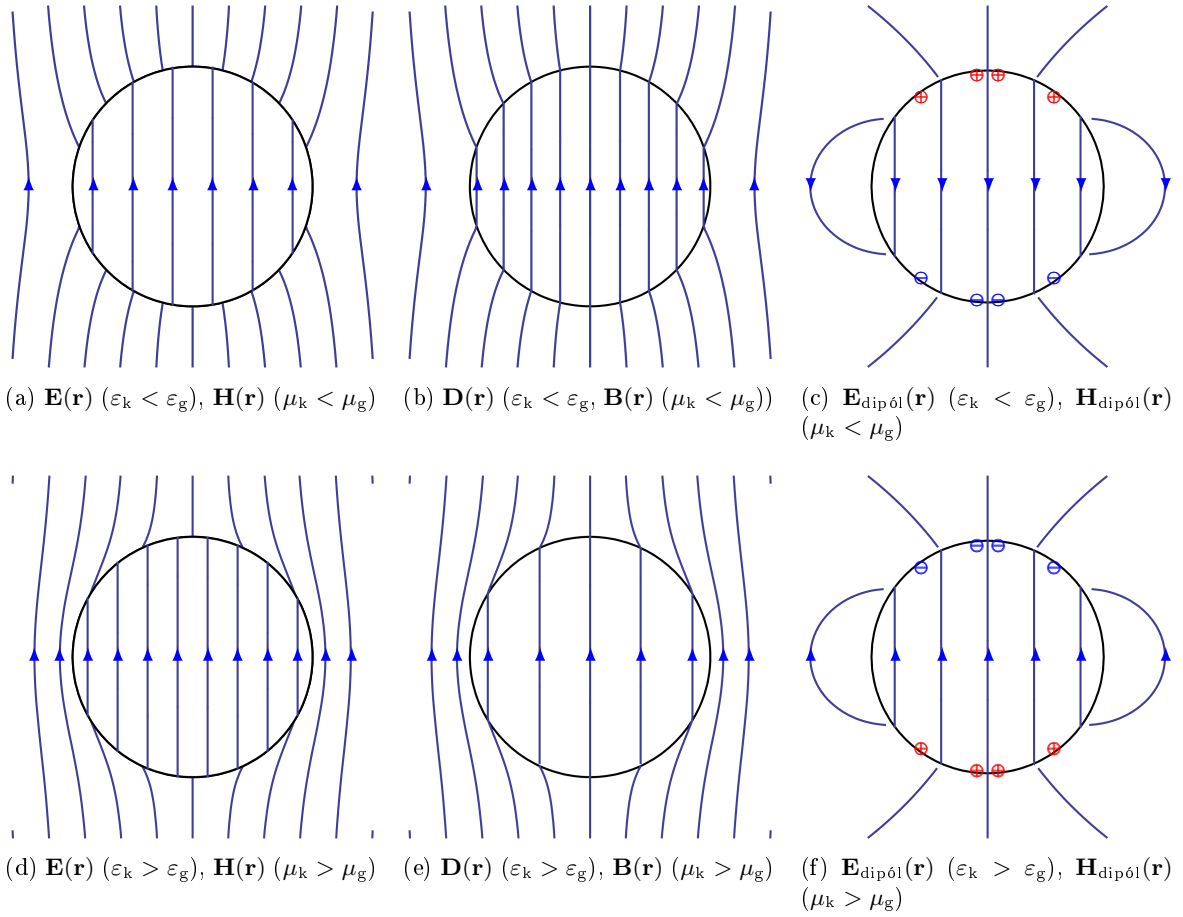 (a) E(r) (εk < εg), H(r) (μk < μg)
(b) D(r) (εk < εg, B(r) (μk < μg))
(c) Edipól(r) (εk < εg), Hdipól(r)
(μk < μg)
(d) E(r) (εk > εg), H(r) (μk > μg)
(e) D(r) (εk > εg), B(r) (μk > μg)
(f) Edipól(r) (εk > εg), Hdipól(r)
(μk > μg)